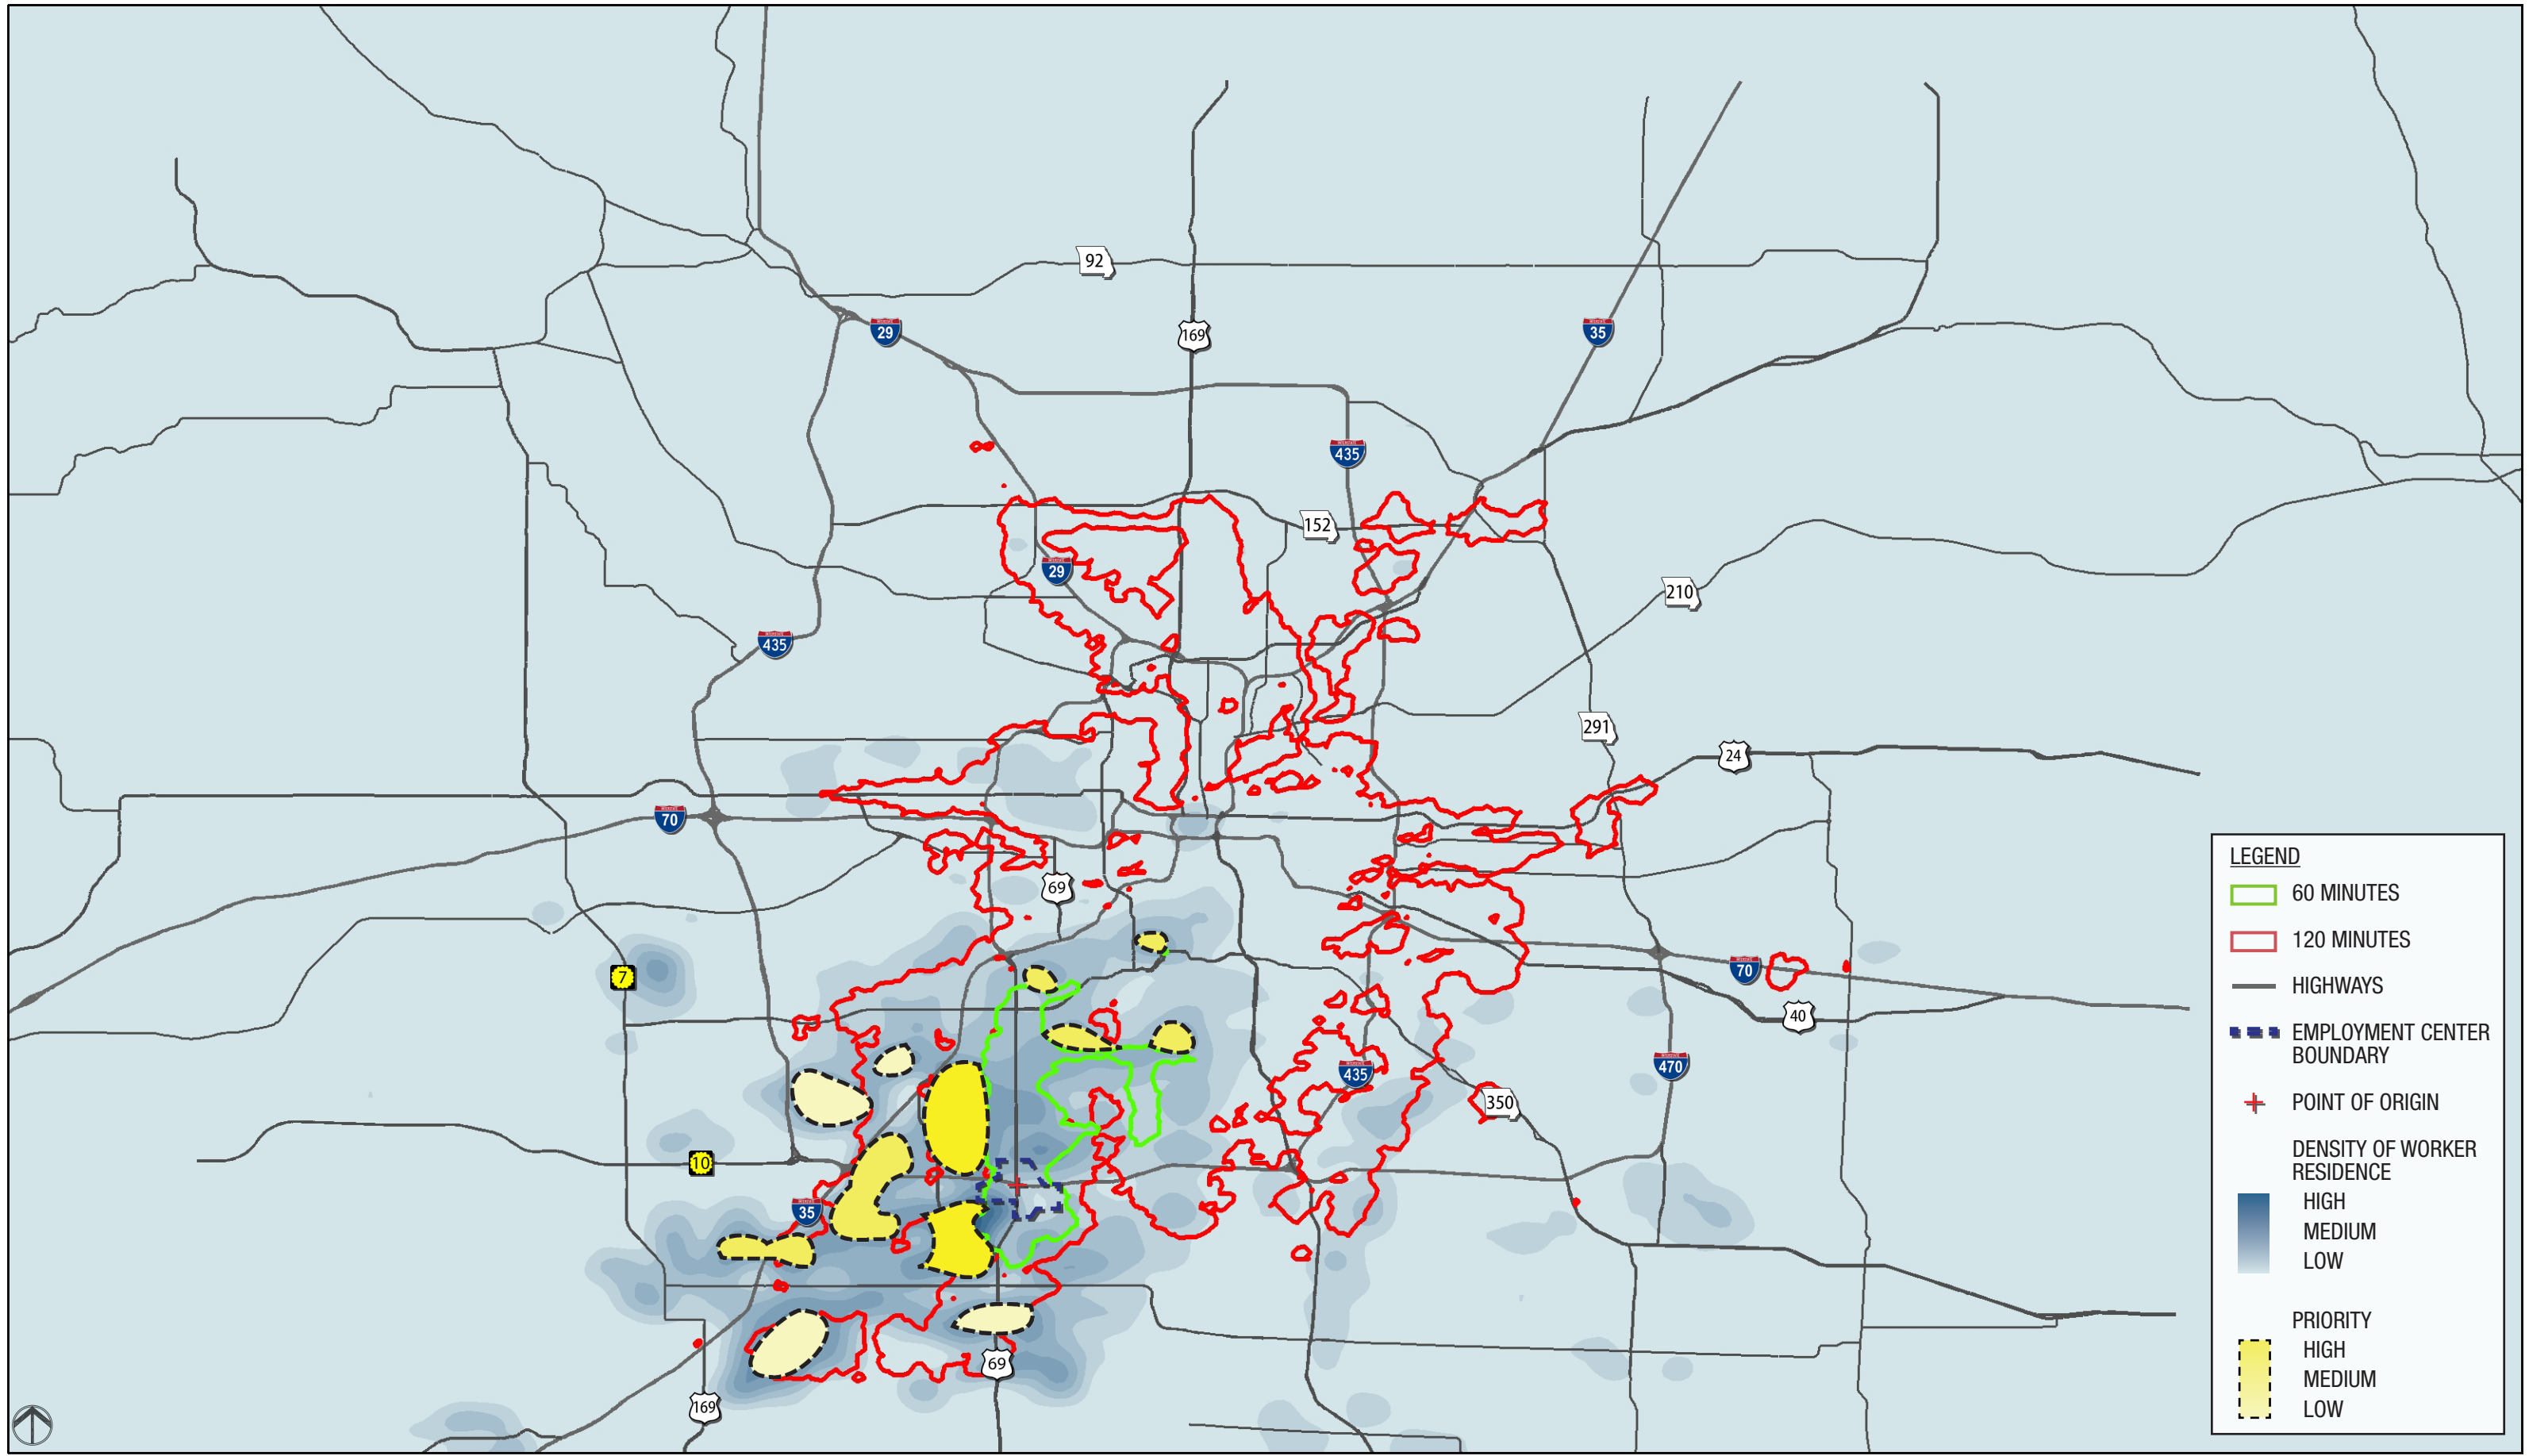 92
29
169
35
435
152
29
210
435
291
24
70
69
7
70
40
435
470
350
10
35
69
169
LEGEND
60 MINUTES
120 MINUTES
HIGHWAYS
EMPLOYMENT CENTER
BOUNDARY
POINT OF ORIGIN
DENSITY OF WORKER
RESIDENCE
HIGH
MEDIUM
LOW
PRIORITY
HIGH
MEDIUM
LOW